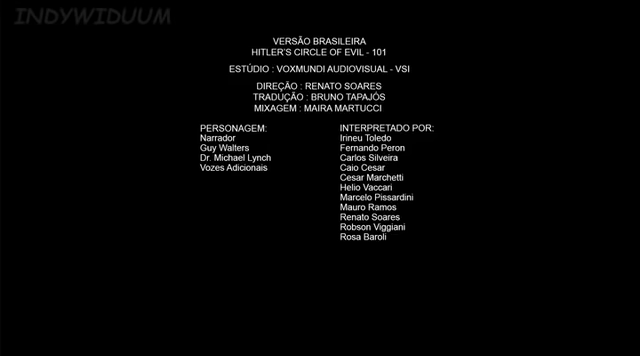 INDYWIDUUM
VERSÃO BRASILEIRA
HITLER'S CIRCLE OF EVIL - 101
ESTÚDIO : VOXMUNDI AUDIOVISUAL - VSI
DIREÇÃO : RENATO SOARES
TRADUÇÃO : BRUNO TAPAJÓS
MIXAGEM : MAIRA MARTUCCI
PERSONAGEM:
Narrador
Guy Walters
Dr. Michael Lynch
Vozes Adicionais
INTERPRETADO POR:
Irineu Toledo
Fernando Peron
Carlos Silveira
Caio Cesar
Cesar Marchetti
Helio Vaccari
Marcelo Pissardini
Mauro Ramos
Renato Soares
Robson Viggiani
Rosa Baroli